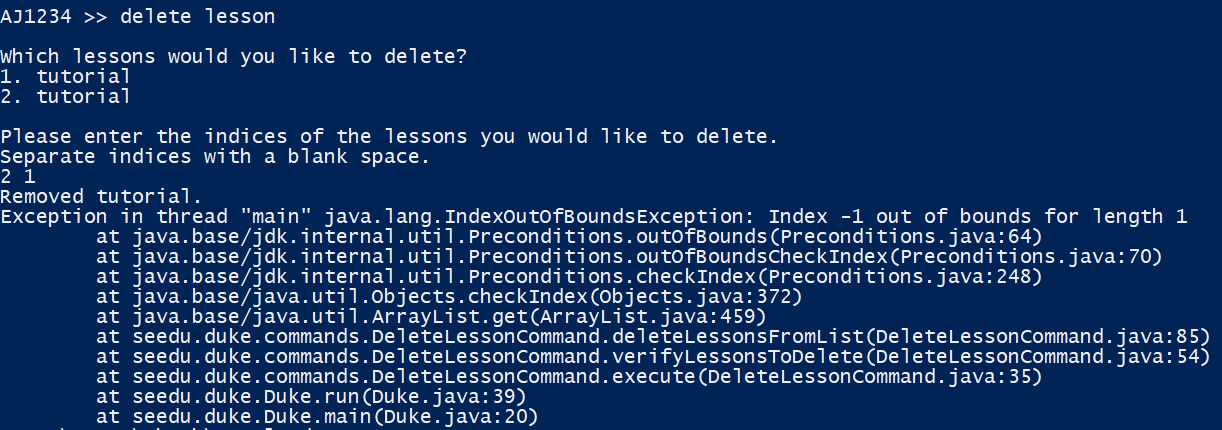 AJ1234 >> delete lesson
Which lessons would you like to delete?
1. tutorial
2. tutorial
Please enter the indices of the lessons you would like to delete.
Separate indices with a blank space.
2 1
Removed tutorial.
Exception in thread "main" java.lang.IndexOutOfBoundsException: Index -1 out of bounds for length 1
at java.base/jdk.internal.util.Preconditions.outOfBounds(Preconditions.java:64)
at java.base/jdk.internal.util.Preconditions.outOfBoundsCheckIndex(Preconditions.java:70)
at java.base/jdk.internal.util.Preconditions.checkIndex(Preconditions.java:248)
at java.base/java.util.Objects.checkIndex(Objects.java:372)
at java.base/java.util.ArrayList.get(ArrayList.java:459)
at seedu.duke.commands.DeleteLessonCommand.deleteLessonsFromList(DeleteLessonCommand.java:85)
at seedu.duke.commands.DeleteLessonCommand.verifyLessonsToDelete(DeleteLessonCommand.java:54)
at seedu.duke.commands.DeleteLessonCommand.execute(DeleteLessonCommand.java:35)
at seedu.duke.Duke.run(Duke.java:39)
at seedu.duke.Duke.main(Duke.java:20)